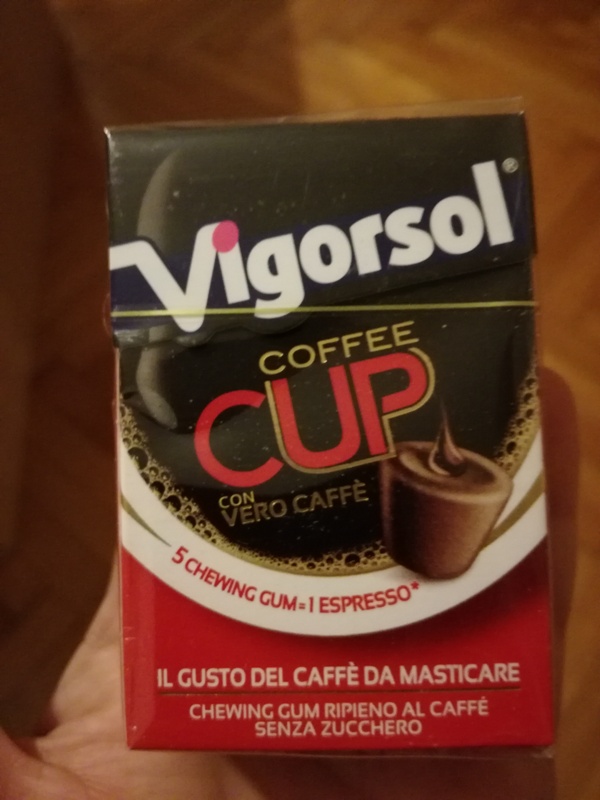 Vigorsol®
COFFEE
CUP
CON
VERO CAFFÈ
5 CHEWING GUM=1 ESPRESSO*
IL GUSTO DEL CAFFÈ DA MASTICARE
CHEWING GUM RIPIENO AL CAFFÉ
SENZA ZUCCHERO